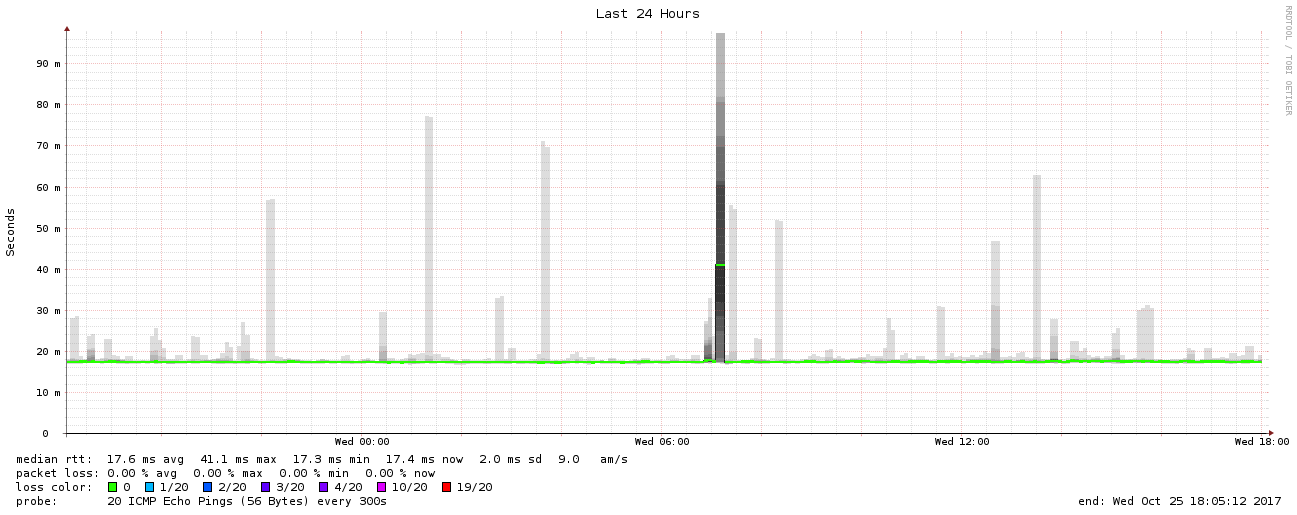 Last 24 Hours
RRDTOOL / TOBI OETIKER
Seconds
90 m
80 m
70 m
60 m
50 m
40 m
30 m
20 m
10 m
0
Wed 00:00 Wed 06:00 Wed 12:00 Wed 18:00
median rtt: 17.6 ms avg 41.1 ms max 17.3 ms min 17.4 ms now 2.0 ms sd 9.0 am/s
packet loss: 0.00 % avg 0.00 % max 0.00 % min 0.00 % now
loss color: 0 1/20 2/20 3/20 4/20 10/20 19/20
probe: 20 ICMP Echo Pings (56 Bytes) every 300s end: Wed Oct 25 18:05:12 2017